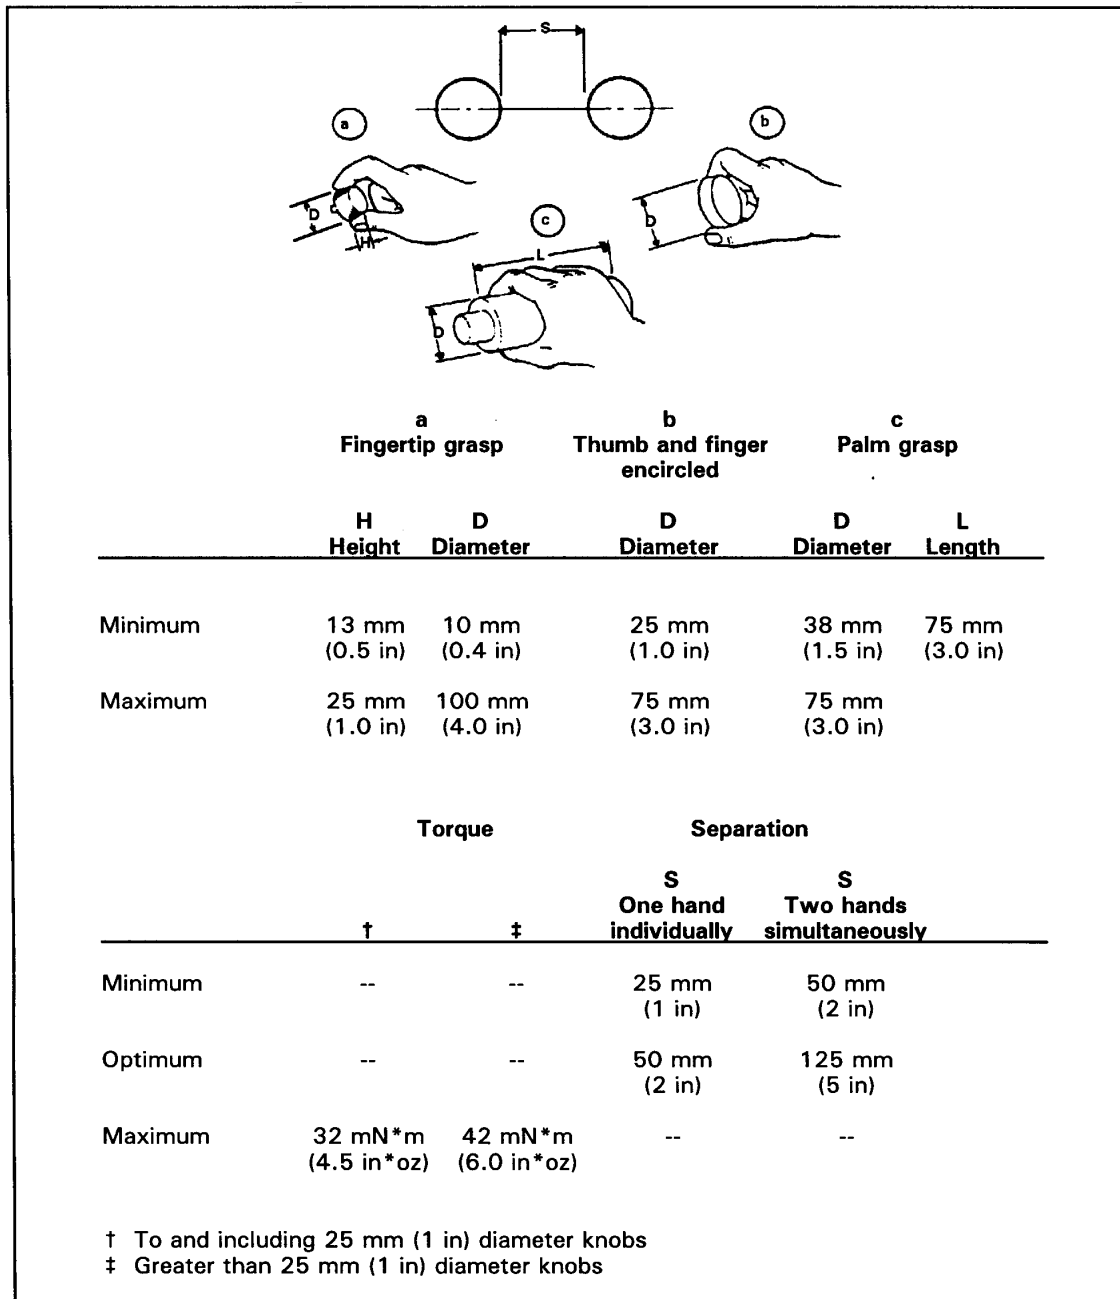 S
a
b
D
H
D
c
L
D
a b c
Fingertip grasp Thumb and finger Palm grasp
encircled
H D D D L
Height Diameter Diameter Diameter Length
Minimum 13 mm 10 mm 25 mm 38 mm 75 mm
(0.5 in) (0.4 in) (1.0 in) (1.5 in) (3.0 in)
Maximum 25 mm 100 mm 75 mm 75 mm
(1.0 in) (4.0 in) (3.0 in) (3.0 in)
Torque Separation
S S
One hand Two hands
† ‡ individually simultaneously
Minimum -- -- 25 mm 50 mm
(1 in) (2 in)
Optimum -- -- 50 mm 125 mm
(2 in) (5 in)
Maximum 32 mN*m 42 mN*m -- --
(4.5 in*oz) (6.0 in*oz)
† To and including 25 mm (1 in) diameter knobs
‡ Greater than 25 mm (1 in) diameter knobs